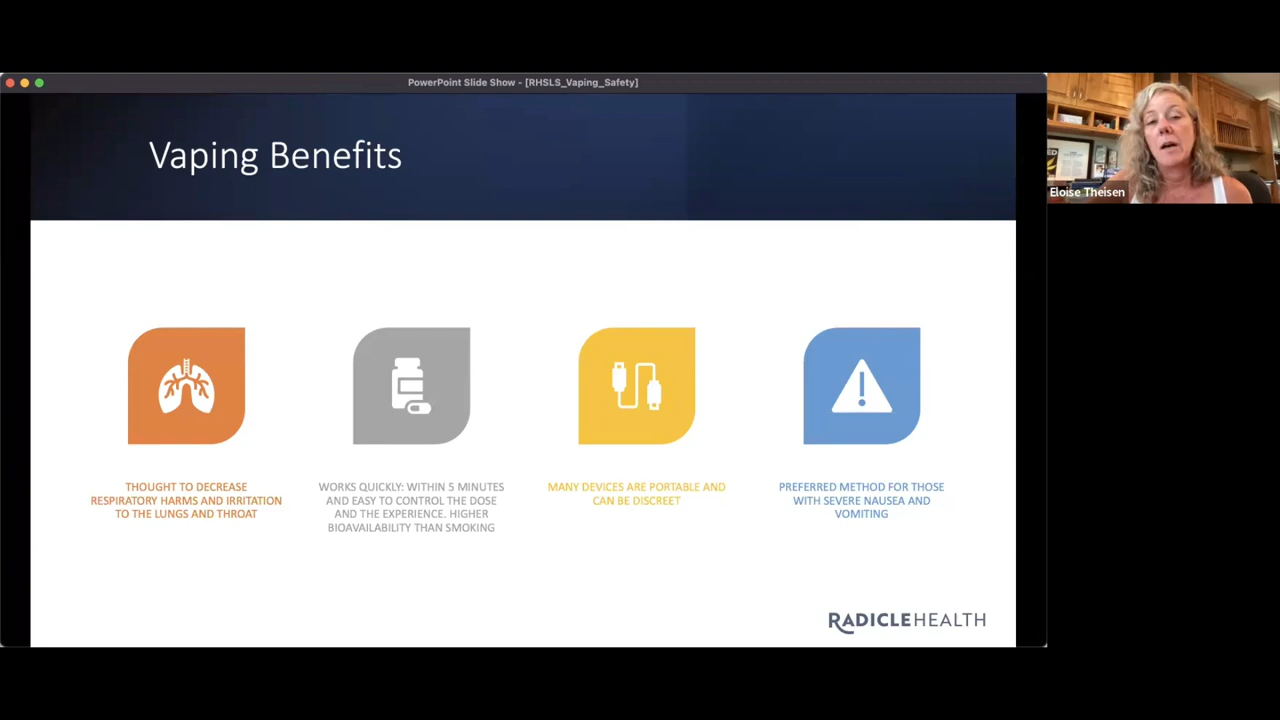 PowerPoint Slide Show - [RHSLS_Vaping_Safety]
Vaping Benefits
THOUGHT TO DECREASE
RESPIRATORY HARMS AND IRRITATION
TO THE LUNGS AND THROAT
WORKS QUICKLY: WITHIN 5 MINUTES
AND EASY TO CONTROL THE DOSE
AND THE EXPERIENCE. HIGHER
BIOAVAILABILITY THAN SMOKING
MANY DEVICES ARE PORTABLE AND
CAN BE DISCREET
PREFERRED METHOD FOR THOSE
WITH SEVERE NAUSEA AND
VOMITING
RADICLEHEALTH
Eloise Theisen